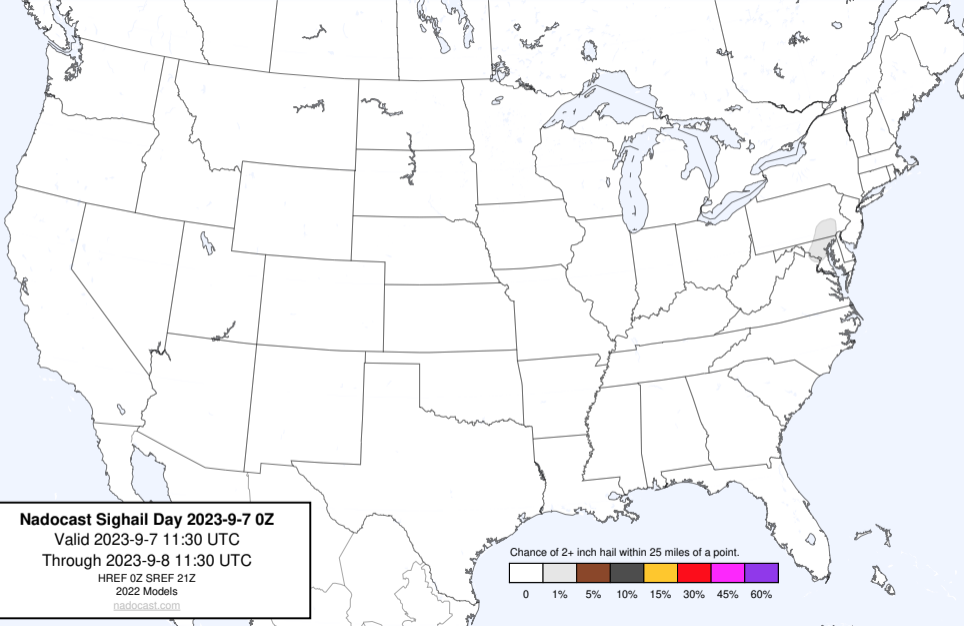 Nadocast Sighail Day 2023-9-7 0Z
Valid 2023-9-7 11:30 UTC
Through 2023-9-8 11:30 UTC
HREF 0Z SREF 21Z
2022 Models
nadocast.com
Chance of 2+ inch hail within 25 miles of a point.
0 1% 5% 10% 15% 30% 45% 60%